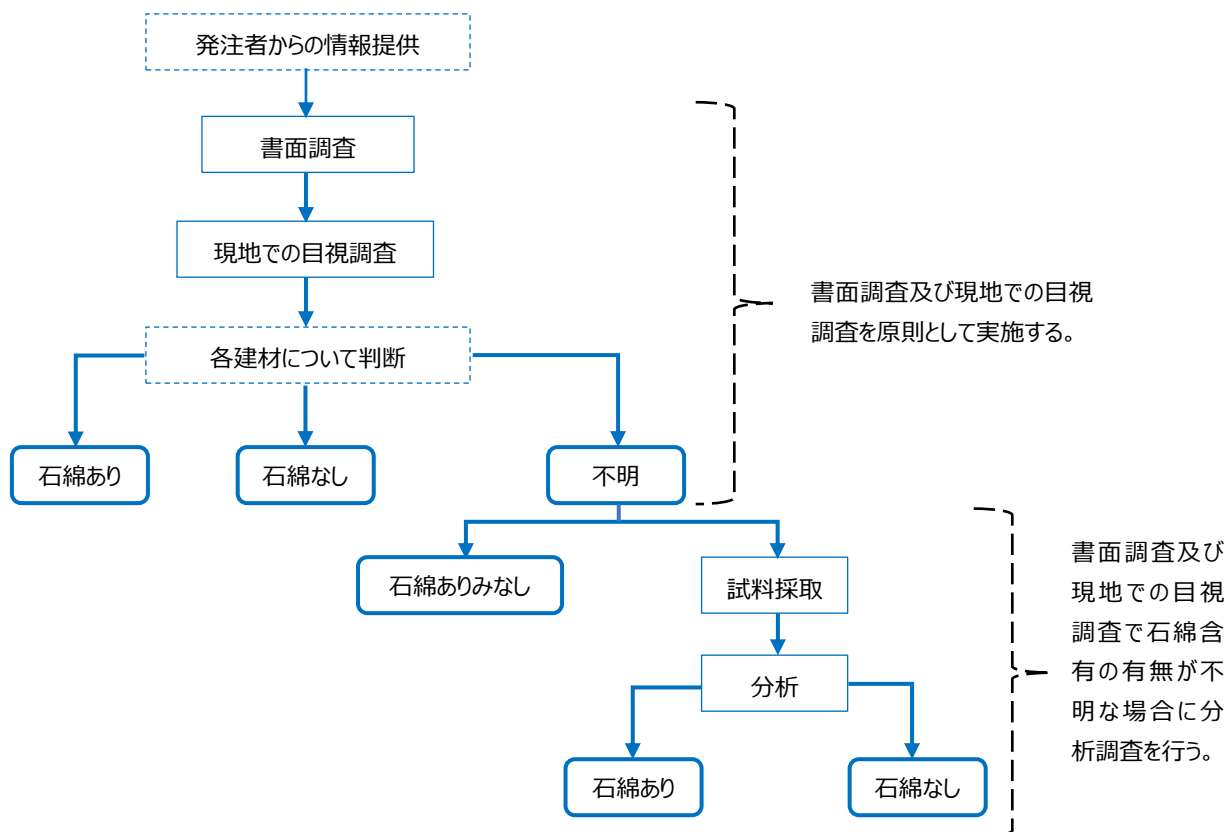 発注者からの情報提供
書面調査
現地での目視調査
書面調査及び現地での目視
調査を原則として実施する。
各建材について判断
石綿あり
石綿なし
不明
石綿ありみなし
試料採取
分析
石綿あり
石綿なし
書面調査及び
現地での目視
調査で石綿含
有の有無が不
明な場合に分
析調査を行う。